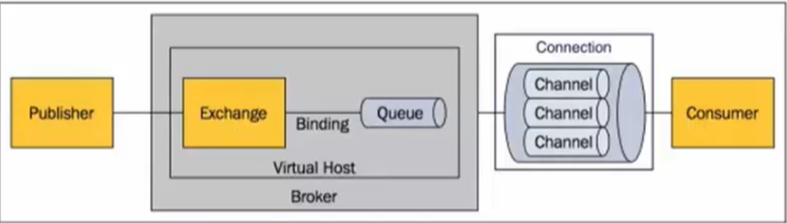 Publisher
Exchange
Binding
Queue
Virtual Host
Broker
Connection
Channel
Channel
Channel
Consumer